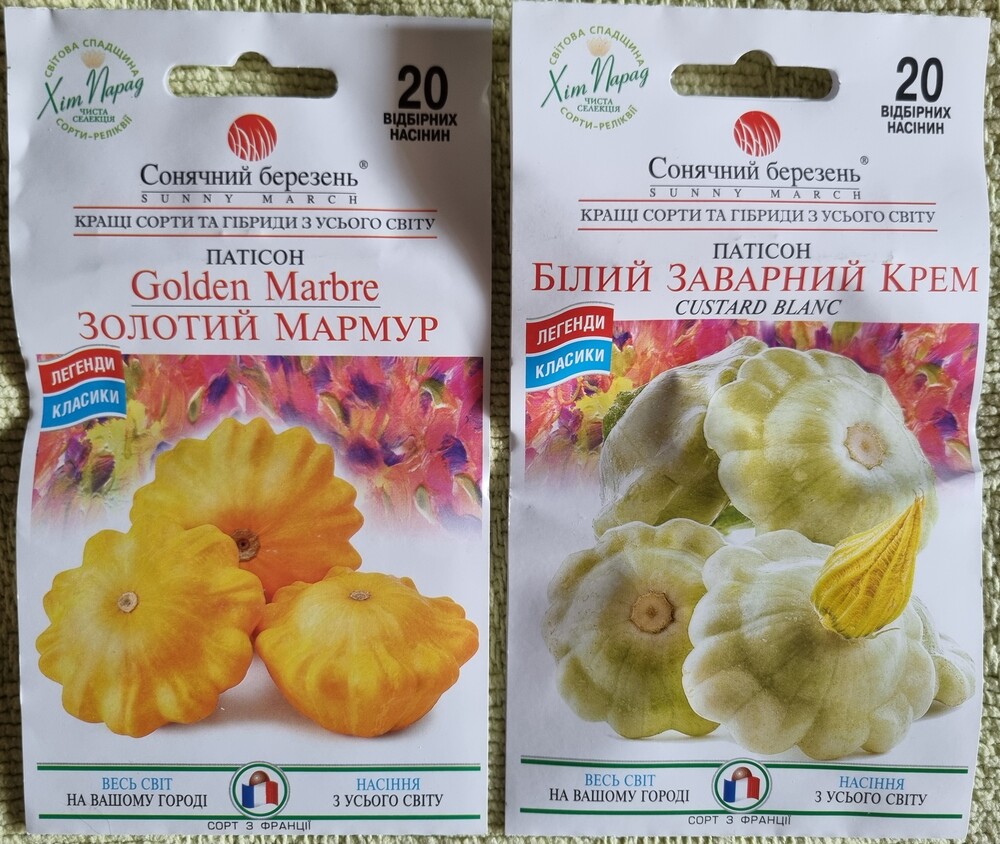 СВІТОВА СПАДЩИНА
Хіт Парад
ЧИСТА
СЕЛЕКЦІЯ
СОРТИ-РЕЛІКВІЇ
20
ВІДБІРНИХ
НАСІНИН
Сонячний березень®
SUNNY MARCH
КРАЩІ СОРТИ ТА ГІБРИДИ З УСЬОГО СВІТУ
ПАТІСОН
Golden Marbre
ЗОЛОТИЙ МАРМУР
ЛЕГЕНДИ
КЛАСИКИ
ВЕСЬ СВІТ
НА ВАШОМУ ГОРОДІ
НАСІННЯ
З УСЬОГО СВІТУ
СОРТ З ФРАНЦІЇ
СВІТОВА СПАДЩИНА
Хіт Парад
ЧИСТА
СЕЛЕКЦІЯ
СОРТИ-РЕЛІКВІЇ
20
ВІДБІРНИХ
НАСІНИН
Сонячний березень®
SUNNY MARCH
КРАЩІ СОРТИ ТА ГІБРИДИ З УСЬОГО СВІТУ
ПАТІСОН
БІЛИЙ ЗАВАРНИЙ КРЕМ
CUSTARD BLANC
ЛЕГЕНДИ
КЛАСИКИ
ВЕСЬ СВІТ
НА ВАШОМУ ГОРОДІ
НАСІННЯ
З УСЬОГО СВІТУ
СОРТ З ФРАНЦІЇ